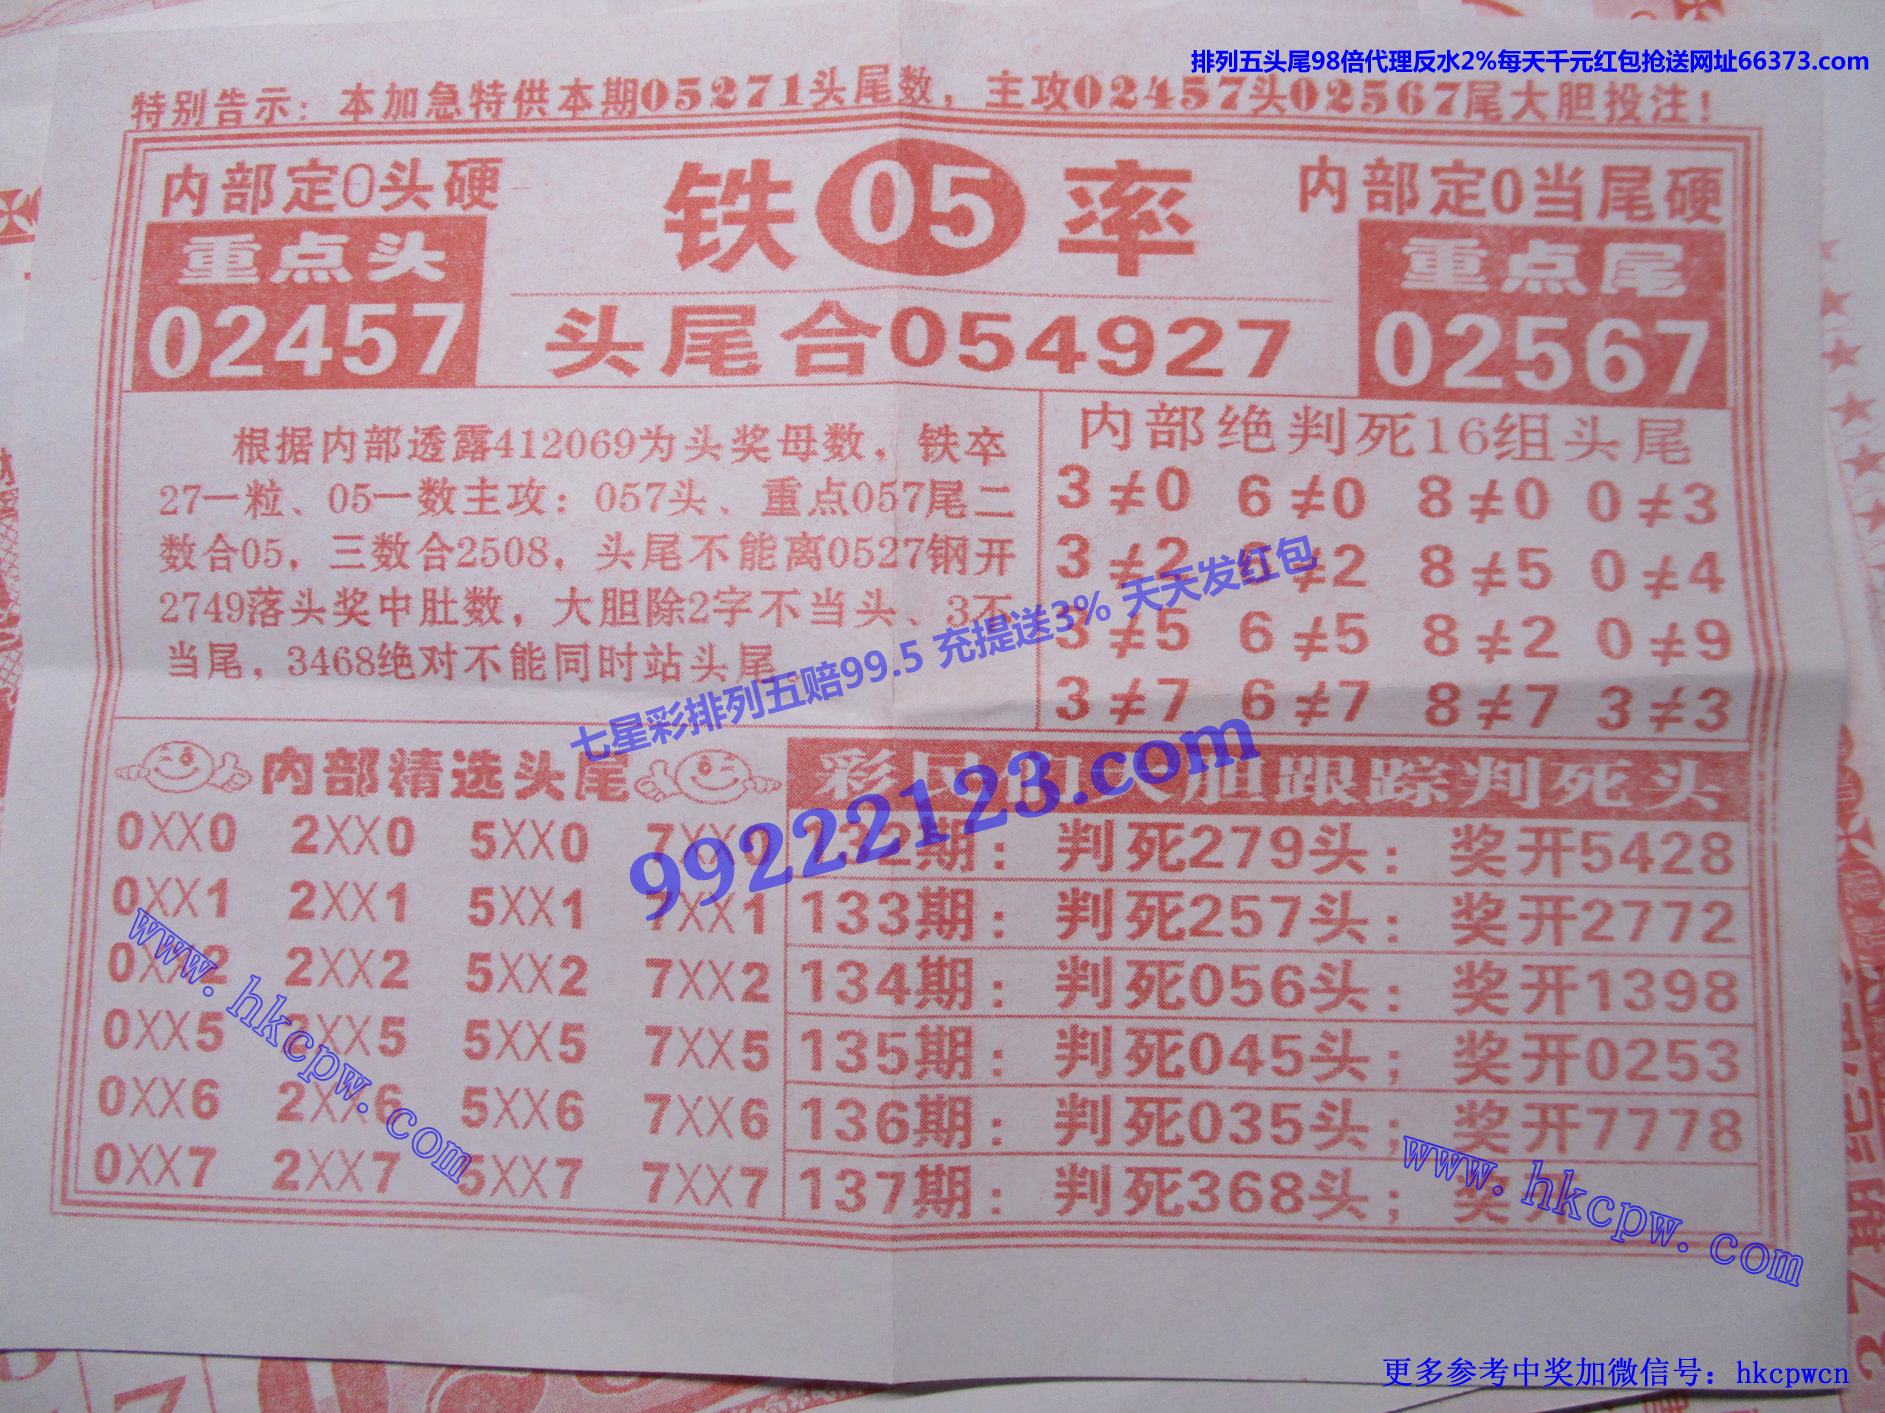 排列五头尾98倍代理反水2%每天千元红包抢送网址66373.com
特别告示：本加急特供本期05271头尾数，主攻02457头02567尾大胆投注！
内部定0头硬
重点头
02457
铁05率
头尾合054927
内部定0当尾硬
重点尾
02567
根据内部透露412069为头奖母数，铁卒
27一粒、05一数主攻：057头、重点057尾二
数合05，三数合2508，头尾不能离0527钢开
2749落头奖中肚数，大胆除2字不当头、3不
当尾，3468绝对不能同时站头尾
内部绝判死16组头尾
3≠0 6≠0 8≠0 0≠3
3≠2 6≠2 8≠5 0≠4
3≠5 6≠5 8≠2 0≠9
3≠7 6≠7 8≠7 3≠3
七星彩排列五赔99.5 充提送3% 天天发红包
99222123.com
内部精选头尾
0XX0 2XX0 5XX0 7XX0
0XX1 2XX1 5XX1 7XX1
0XX2 2XX2 5XX2 7XX2
0XX5 2XX5 5XX5 7XX5
0XX6 2XX6 5XX6 7XX6
0XX7 2XX7 5XX7 7XX7
彩民 胆跟踪判死头
132期：判死279头；奖开5428
133期：判死257头；奖开2772
134期：判死056头；奖开1398
135期：判死045头；奖开0253
136期：判死035头；奖开7778
137期：判死368头；奖开
www.hkcpw.com
www.hkcpw.com
更多参考中奖加微信号：hkcpwcn